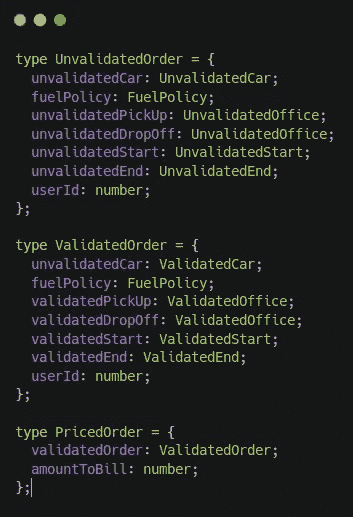 type UnvalidatedOrder = {
  unvalidatedCar: UnvalidatedCar;
  fuelPolicy: FuelPolicy;
  unvalidatedPickUp: UnvalidatedOffice;
  unvalidatedDropOff: UnvalidatedOffice;
  unvalidatedStart: UnvalidatedStart;
  unvalidatedEnd: UnvalidatedEnd;
  userId: number;
};

type ValidatedOrder = {
  unvalidatedCar: ValidatedCar;
  fuelPolicy: FuelPolicy;
  validatedPickUp: ValidatedOffice;
  validatedDropOff: ValidatedOffice;
  validatedStart: ValidatedStart;
  validatedEnd: ValidatedEnd;
  userId: number;
};

type PricedOrder = {
  validatedOrder: ValidatedOrder;
  amountToBill: number;
};